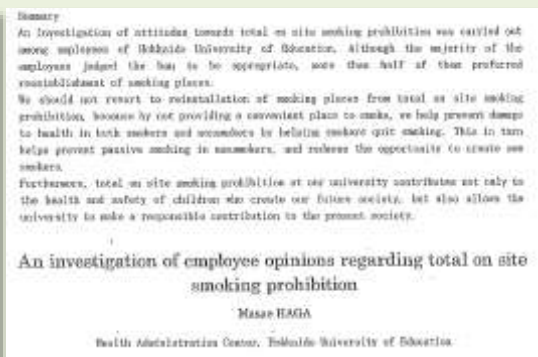 Summary
An investigation of attitudes towards total on site smoking prohibition was carried out
among employees of Hokkaido University of Education. Although the majority of the
employees judged the ban to be appropriate, more than half of them preferred
reestablishment of smoking places.
We should not resort to reinstallation of smoking places from total on site smoking
prohibition, because by not providing a convenient place to smoke, we help prevent damage
to health in both smokers and nonsmokers by helping smokers quit smoking. This in turn
helps prevent passive smoking in nonsmokers, and reduces the opportunity to create new
smokers.
Furthermore, total on site smoking prohibition at our university contributes not only to
the health and safety of children who create our future society, but also allows the
university to make a responsible contribution to the present society.
An investigation of employee opinions regarding total on site
smoking prohibition
Masae HAGA
Health Administration Center, Hokkaido University of Education